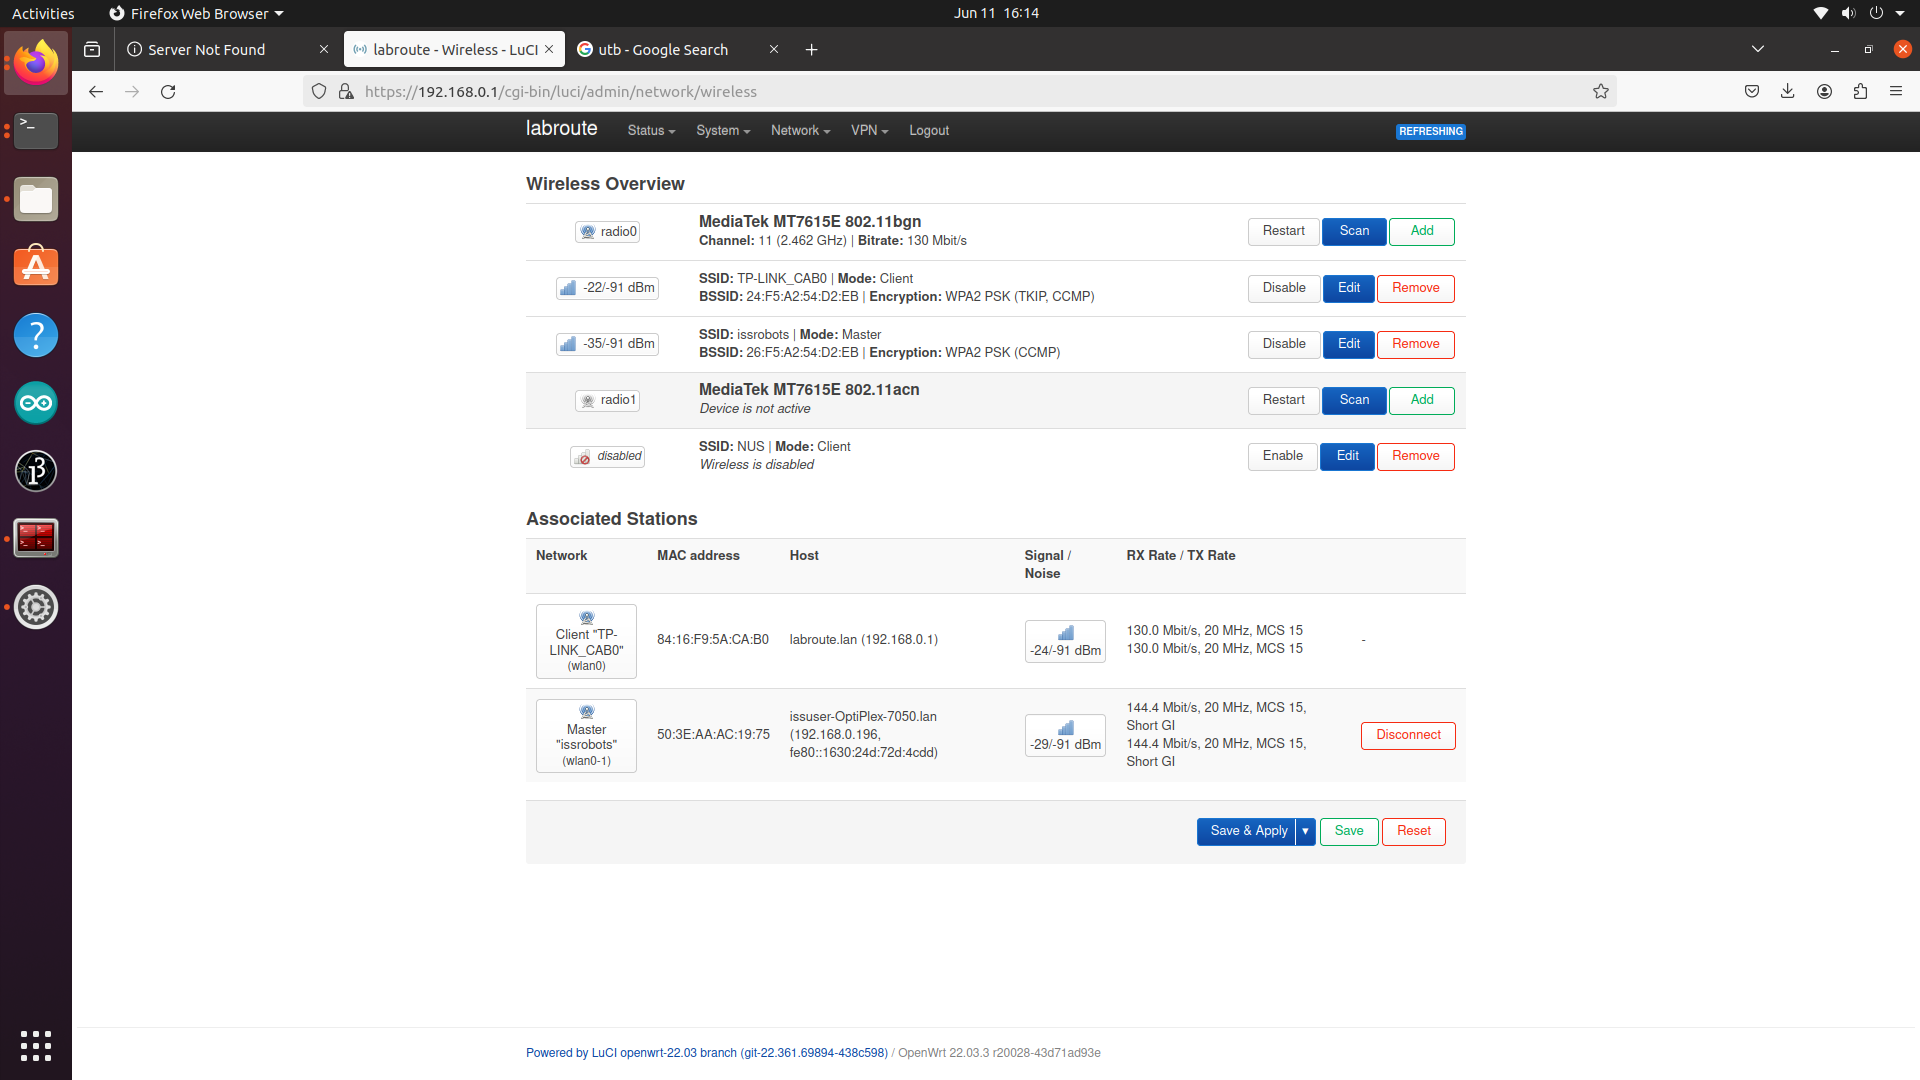 Activities Firefox Web Browser Jun 11 16:14
Server Not Found labroute - Wireless - LuCI utb - Google Search
https://192.168.0.1/cgi-bin/luci/admin/network/wireless
labroute Status System Network VPN Logout REFRESHING
Wireless Overview
radio0
MediaTek MT7615E 802.11bgn
Channel: 11 (2.462 GHz) | Bitrate: 130 Mbit/s
Restart Scan Add
-22/-91 dBm
SSID: TP-LINK_CAB0 | Mode: Client
BSSID: 24:F5:A2:54:D2:EB | Encryption: WPA2 PSK (TKIP, CCMP)
Disable Edit Remove
-35/-91 dBm
SSID: issrobots | Mode: Master
BSSID: 26:F5:A2:54:D2:EB | Encryption: WPA2 PSK (CCMP)
Disable Edit Remove
radio1
MediaTek MT7615E 802.11acn
Device is not active
Restart Scan Add
disabled
SSID: NUS | Mode: Client
Wireless is disabled
Enable Edit Remove
Associated Stations
Network MAC address Host Signal / Noise RX Rate / TX Rate
Client "TP-
LINK_CAB0"
(wlan0)
84:16:F9:5A:CA:B0
labroute.lan (192.168.0.1)
-24/-91 dBm
130.0 Mbit/s, 20 MHz, MCS 15
130.0 Mbit/s, 20 MHz, MCS 15
-
Master
"issrobots"
(wlan0-1)
50:3E:AA:AC:19:75
issuser-OptiPlex-7050.lan
(192.168.0.196,
fe80::1630:24d:72d:4cdd)
-29/-91 dBm
144.4 Mbit/s, 20 MHz, MCS 15,
Short GI
144.4 Mbit/s, 20 MHz, MCS 15,
Short GI
Disconnect
Save & Apply Save Reset
Powered by LuCI openwrt-22.03 branch (git-22.361.69894-438c598) / OpenWrt 22.03.3 r20028-43d71ad93e